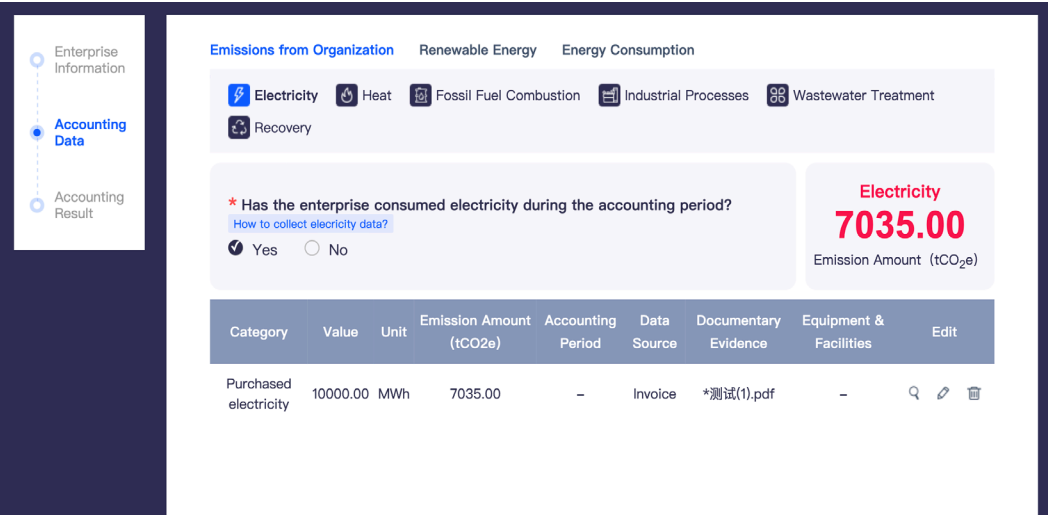 Enterprise
Information
Accounting
Data
Accounting
Result
Emissions from Organization Renewable Energy Energy Consumption
Electricity Heat Fossil Fuel Combustion Industrial Processes Wastewater Treatment
Recovery
* Has the enterprise consumed electricity during the accounting period?
How to collect elecricity data?
Yes No
Electricity
7035.00
Emission Amount (tCO₂e)
Category Value Unit Emission Amount (tCO2e) Accounting Period Data Source Documentary Evidence Equipment & Facilities Edit
Purchased electricity 10000.00 MWh 7035.00 – Invoice *测试(1).pdf –